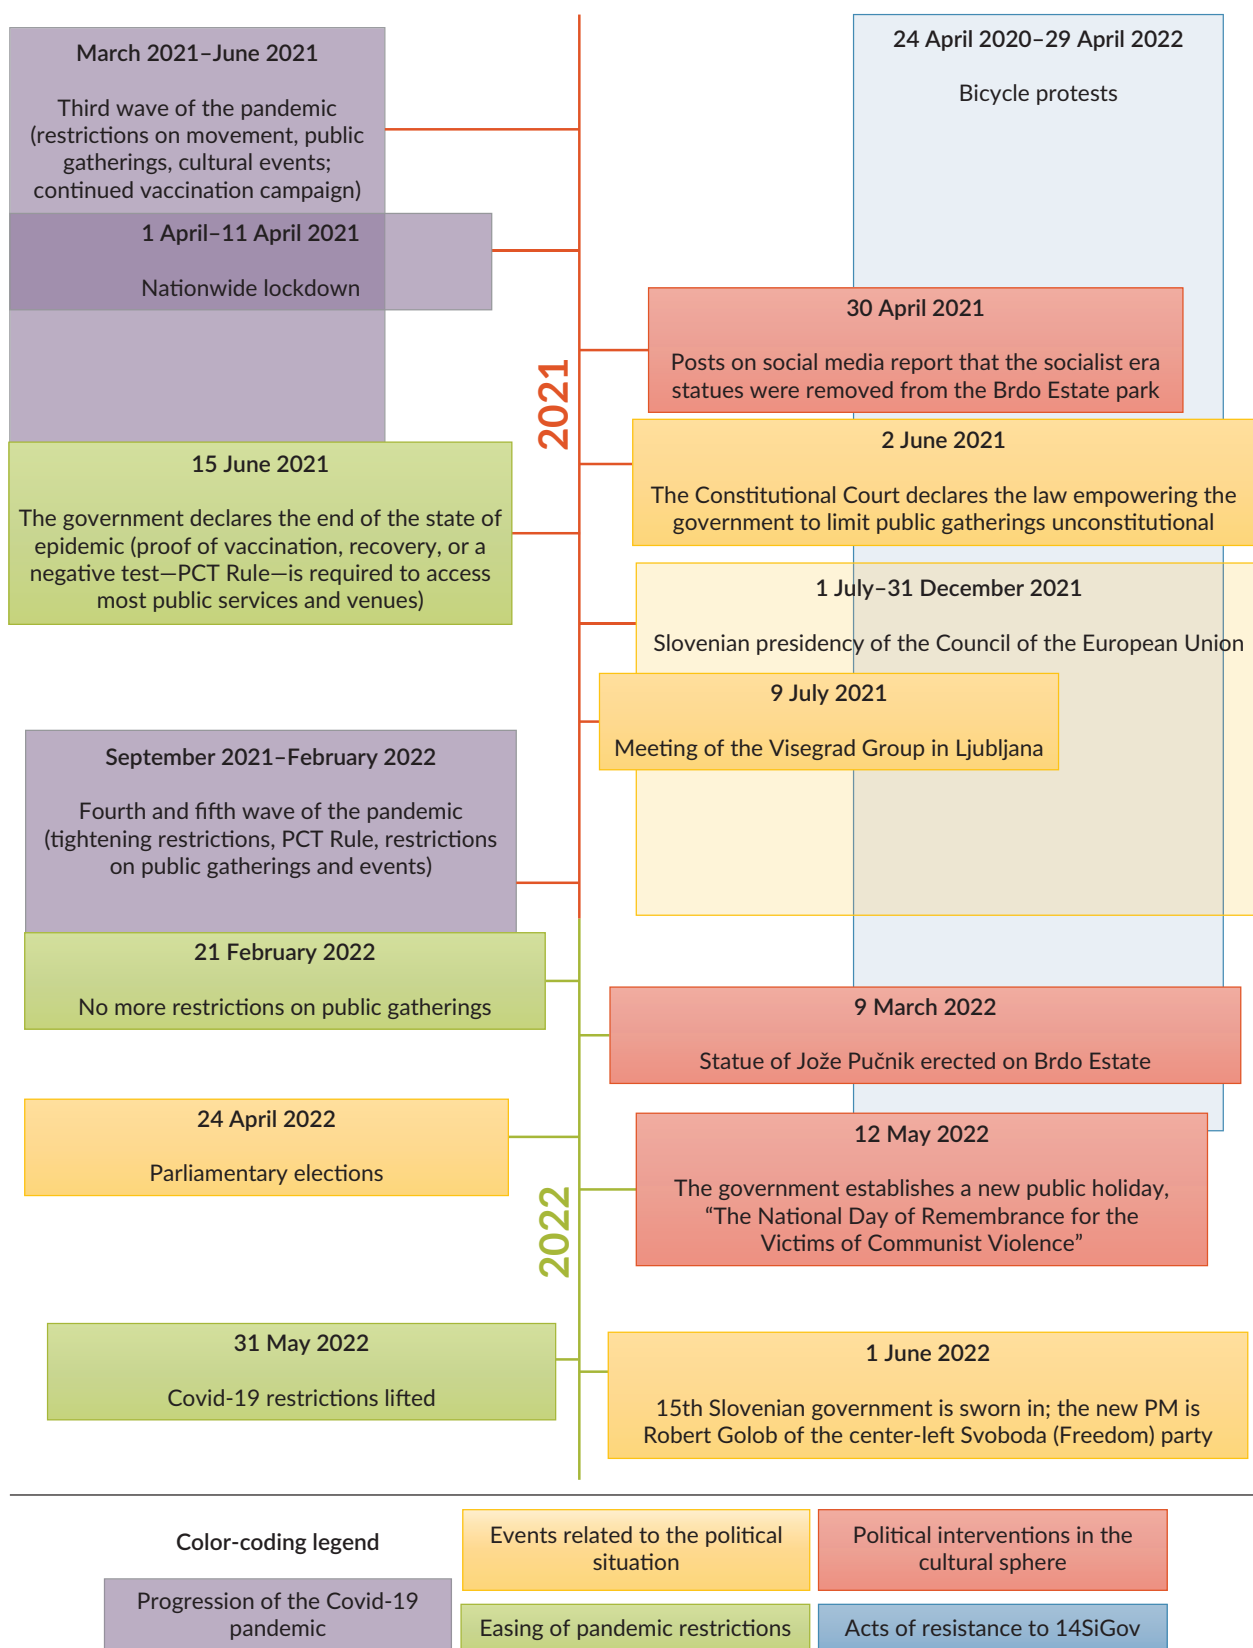 March 2021–June 2021
Third wave of the pandemic
(restrictions on movement, public
gatherings, cultural events;
continued vaccination campaign)
24 April 2020–29 April 2022
Bicycle protests
1 April–11 April 2021
Nationwide lockdown
30 April 2021
Posts on social media report that the socialist era
statues were removed from the Brdo Estate park
2021
2 June 2021
The Constitutional Court declares the law empowering the
government to limit public gatherings unconstitutional
15 June 2021
The government declares the end of the state of
epidemic (proof of vaccination, recovery, or a
negative test—PCT Rule—is required to access
most public services and venues)
1 July–31 December 2021
Slovenian presidency of the Council of the European Union
9 July 2021
Meeting of the Visegrad Group in Ljubljana
September 2021–February 2022
Fourth and fifth wave of the pandemic
(tightening restrictions, PCT Rule, restrictions
on public gatherings and events)
21 February 2022
No more restrictions on public gatherings
9 March 2022
Statue of Jože Pučnik erected on Brdo Estate
24 April 2022
Parliamentary elections
12 May 2022
The government establishes a new public holiday,
“The National Day of Remembrance for the
Victims of Communist Violence”
2022
31 May 2022
Covid-19 restrictions lifted
1 June 2022
15th Slovenian government is sworn in; the new PM is
Robert Golob of the center-left Svoboda (Freedom) party
Color-coding legend
Events related to the political
situation
Political interventions in the
cultural sphere
Progression of the Covid-19
pandemic
Easing of pandemic restrictions
Acts of resistance to 14SiGov